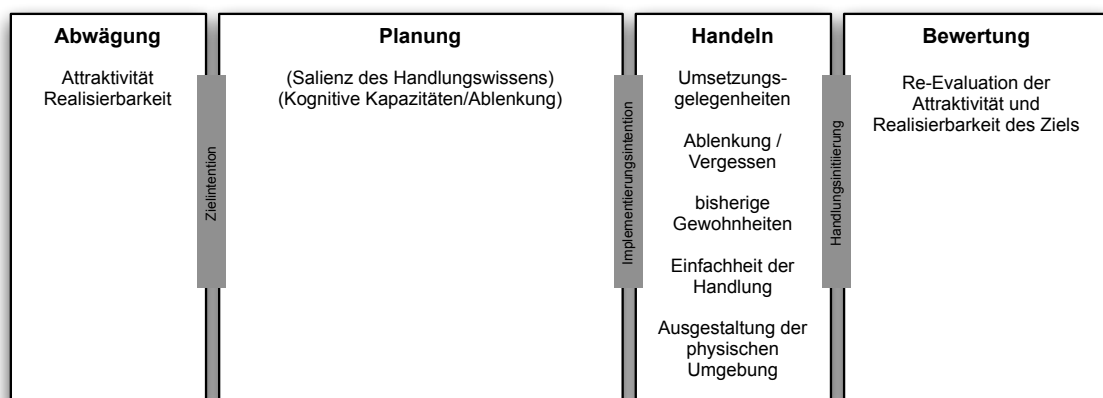 Abwägung
Attraktivität
Realisierbarkeit
Zielintention
Planung
(Salienz des Handlungswissens)
(Kognitive Kapazitäten/Ablenkung)
Implementierungsintention
Handeln
Umsetzungs-
gelegenheiten
Ablenkung /
Vergessen
bisherige
Gewohnheiten
Einfachheit der
Handlung
Ausgestaltung der
physischen
Umgebung
Handlungsinitiierung
Bewertung
Re-Evaluation der
Attraktivität und
Realisierbarkeit des Ziels